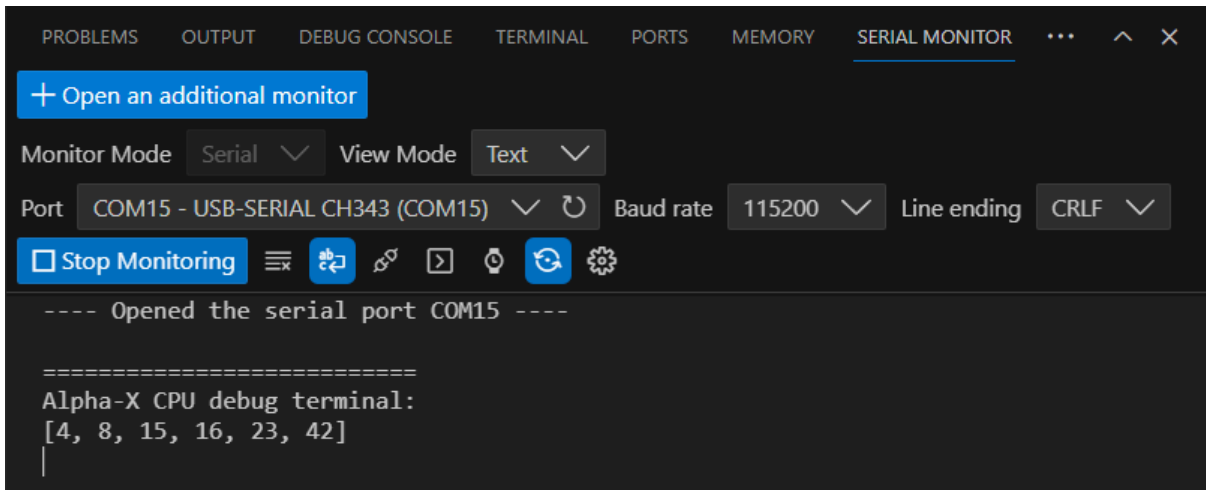 PROBLEMS OUTPUT DEBUG CONSOLE TERMINAL PORTS MEMORY SERIAL MONITOR ...
+ Open an additional monitor
Monitor Mode Serial View Mode Text
Port COM15 - USB-SERIAL CH343 (COM15) Baud rate 115200 Line ending CRLF
Stop Monitoring
---- Opened the serial port COM15 ----
===========================
Alpha-X CPU debug terminal:
[4, 8, 15, 16, 23, 42]